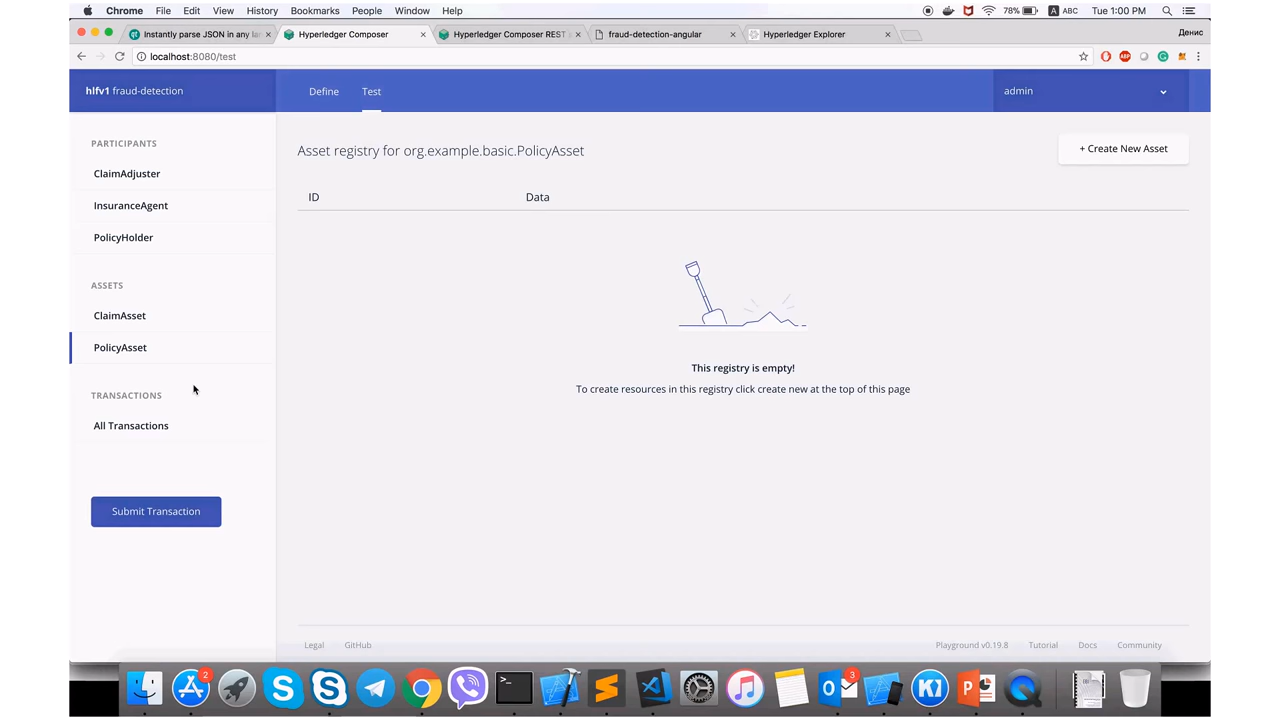 Chrome File Edit View History Bookmarks People Window Help 78% A ABC Tue 1:00 PM
Instantly parse JSON in any lan Hyperledger Composer Hyperledger Composer REST s fraud-detection-angular Hyperledger Explorer Денис
localhost:8080/test
hlfv1 fraud-detection Define Test admin
PARTICIPANTS
ClaimAdjuster
InsuranceAgent
PolicyHolder
ASSETS
ClaimAsset
PolicyAsset
TRANSACTIONS
All Transactions
Submit Transaction
Asset registry for org.example.basic.PolicyAsset
+ Create New Asset
ID Data
This registry is empty!
To create resources in this registry click create new at the top of this page
Legal GitHub Playground v0.19.8 Tutorial Docs Community
2 3